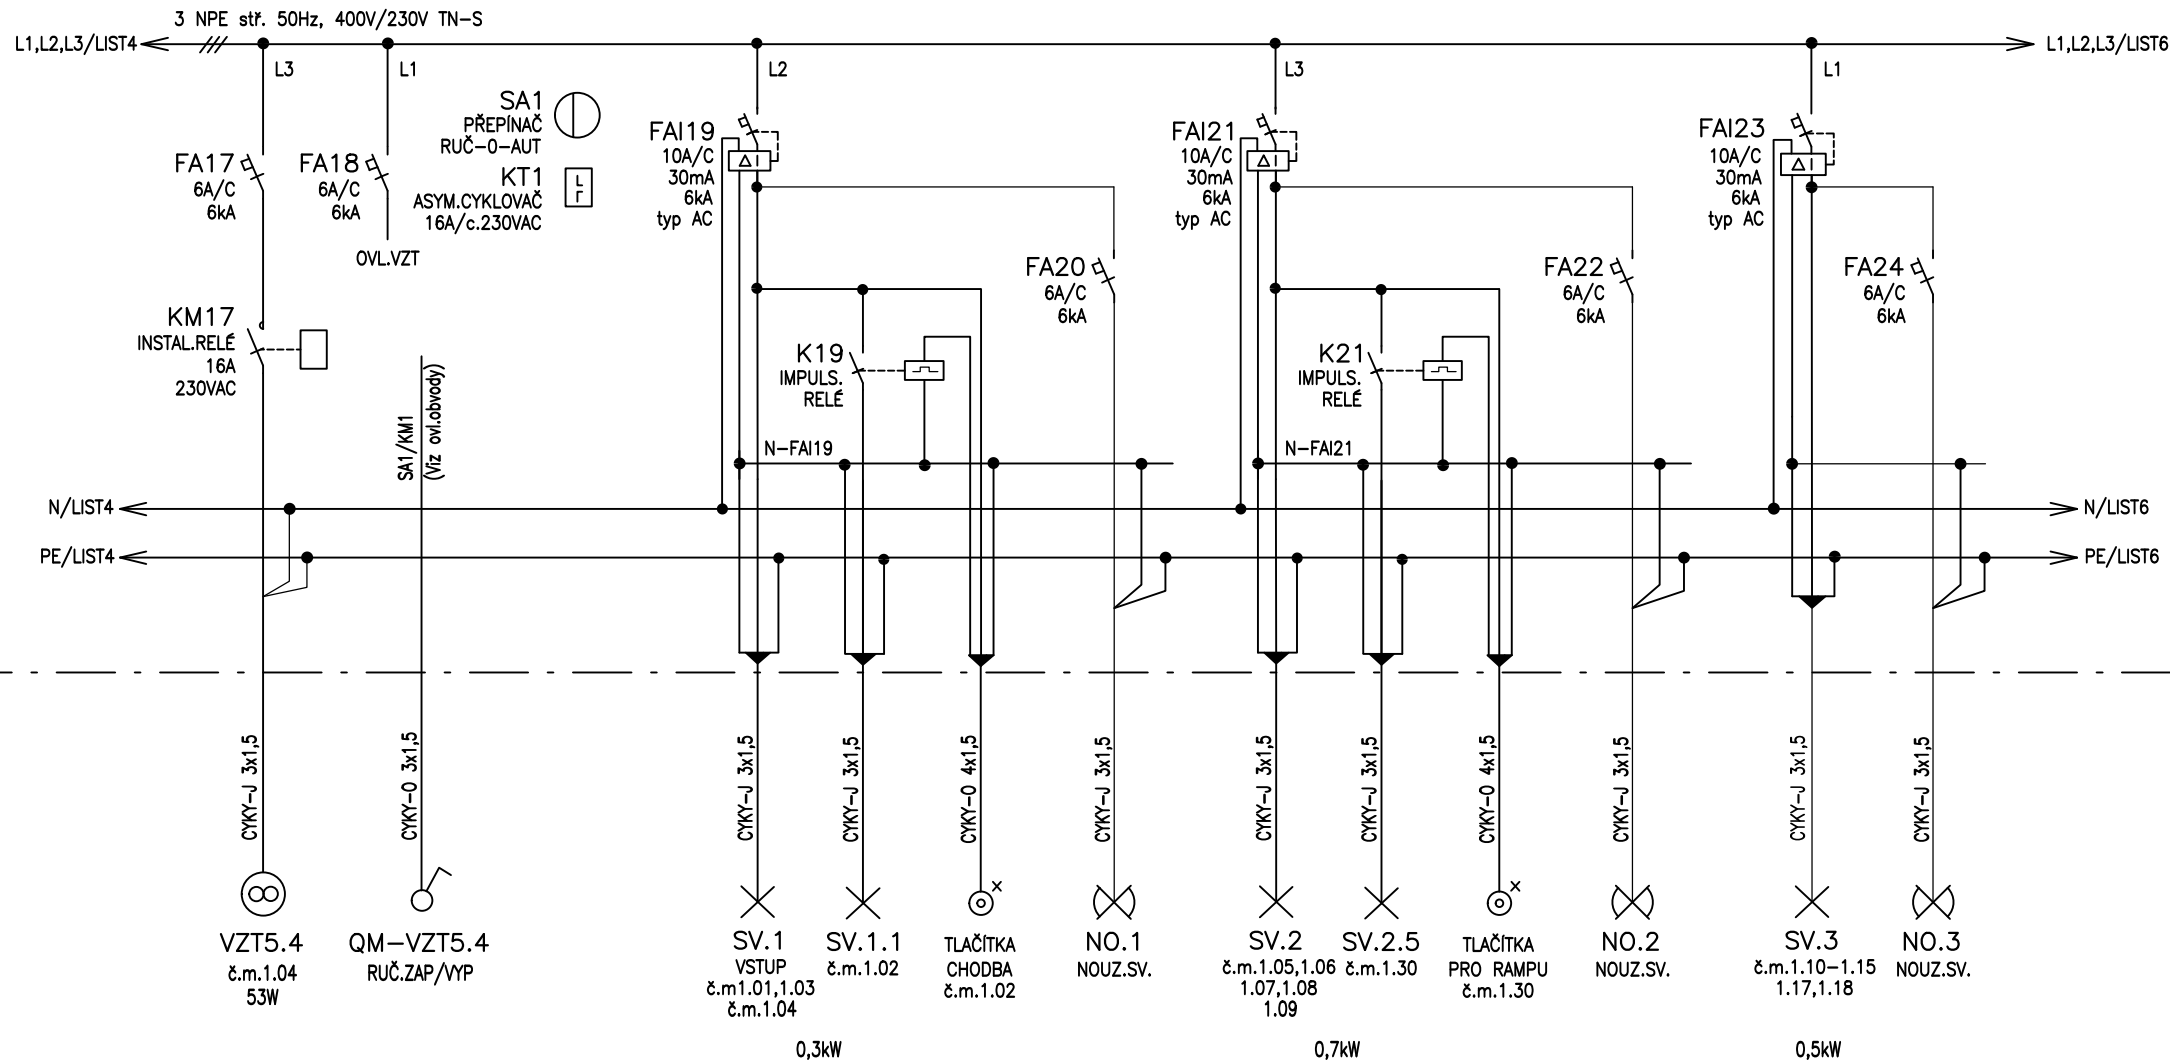 3 NPE stř. 50Hz, 400V/230V TN-S
L1,L2,L3/LIST4
L1,L2,L3/LIST6
L3
L1
L2
L3
L1
SA1
PŘEPÍNAČ
RUČ-0-AUT
KT1
ASYM.CYKLOVAČ
16A/c.230VAC
L
Γ
FA17
6A/C
6kA
FA18
6A/C
6kA
OVL.VZT
FAI19
10A/C
30mA
6kA
typ AC
FAI21
10A/C
30mA
6kA
typ AC
FAI23
10A/C
30mA
6kA
typ AC
Δ
Δ
Δ
FA20
6A/C
6kA
FA22
6A/C
6kA
FA24
6A/C
6kA
KM17
INSTAL.RELÉ
16A
230VAC
K19
IMPULS.
RELÉ
K21
IMPULS.
RELÉ
SA1/KM1
(Viz ovl.obvody)
N-FAI19
N-FAI21
N/LIST4
N/LIST6
PE/LIST4
PE/LIST6
CYKY-J 3x1,5
CYKY-O 3x1,5
CYKY-J 3x1,5
CYKY-J 3x1,5
CYKY-O 4x1,5
CYKY-J 3x1,5
CYKY-J 3x1,5
CYKY-J 3x1,5
CYKY-O 4x1,5
CYKY-J 3x1,5
CYKY-J 3x1,5
CYKY-J 3x1,5
x
x
VZT5.4
č.m.1.04
53W
QM-VZT5.4
RUČ.ZAP/VYP
SV.1
VSTUP
č.m1.01,1.03
č.m.1.04
SV.1.1
č.m.1.02
TLAČÍTKA
CHODBA
č.m.1.02
NO.1
NOUZ.SV.
SV.2
č.m.1.05,1.06
1.07,1.08
1.09
SV.2.5
č.m.1.30
TLAČÍTKA
PRO RAMPU
č.m.1.30
NO.2
NOUZ.SV.
SV.3
č.m.1.10-1.15
1.17,1.18
NO.3
NOUZ.SV.
0,3kW
0,7kW
0,5kW